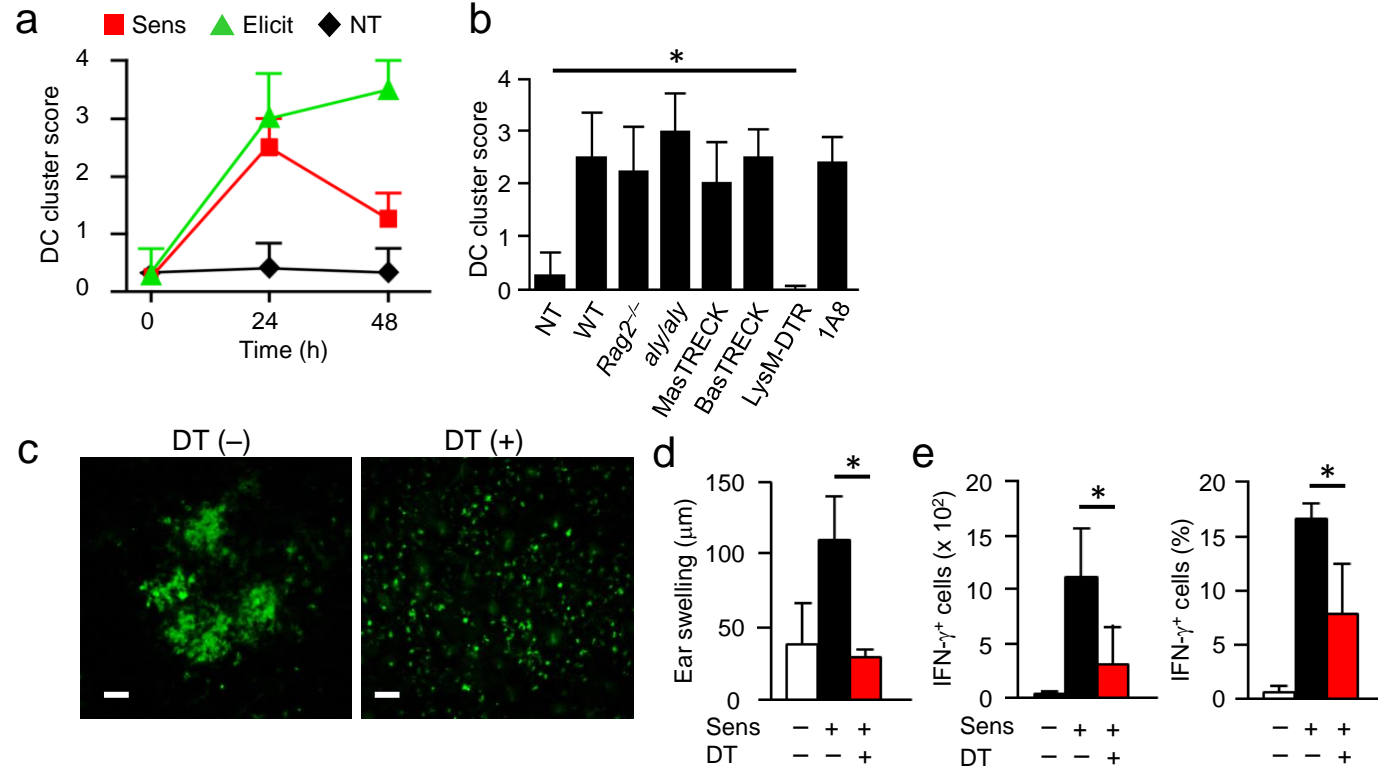 a
Sens Elicit NT
DC cluster score
4
3
2
1
0
0 24 48
Time (h)
b
*
DC cluster score
4
3
2
1
0
NT WT Rag2–/– aly/aly MasTRECK BasTRECK LysM-DTR 1A8
c
DT (–) DT (+)
d
*
Ear swelling (μm)
150
100
50
0
Sens – + +
DT – – +
e
*
IFN-γ+ cells (x 10²)
20
15
10
5
0
Sens – + +
DT – – +
*
IFN-γ+ cells (%)
20
15
10
5
0
– + +
– – +